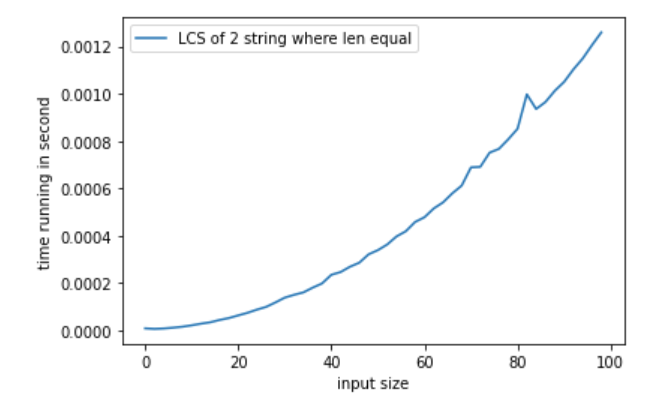 LCS of 2 string where len equal
0.0012
0.0010
0.0008
0.0006
0.0004
0.0002
0.0000
time running in second
0 20 40 60 80 100
input size